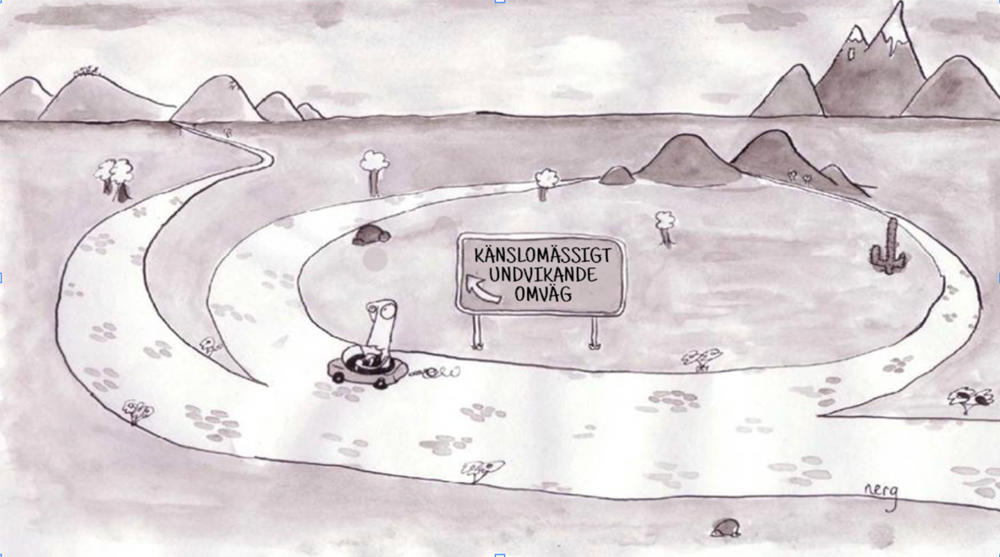 KÄNSLOMÄSSIGT
UNDVIKANDE
OMVÄG
nerg